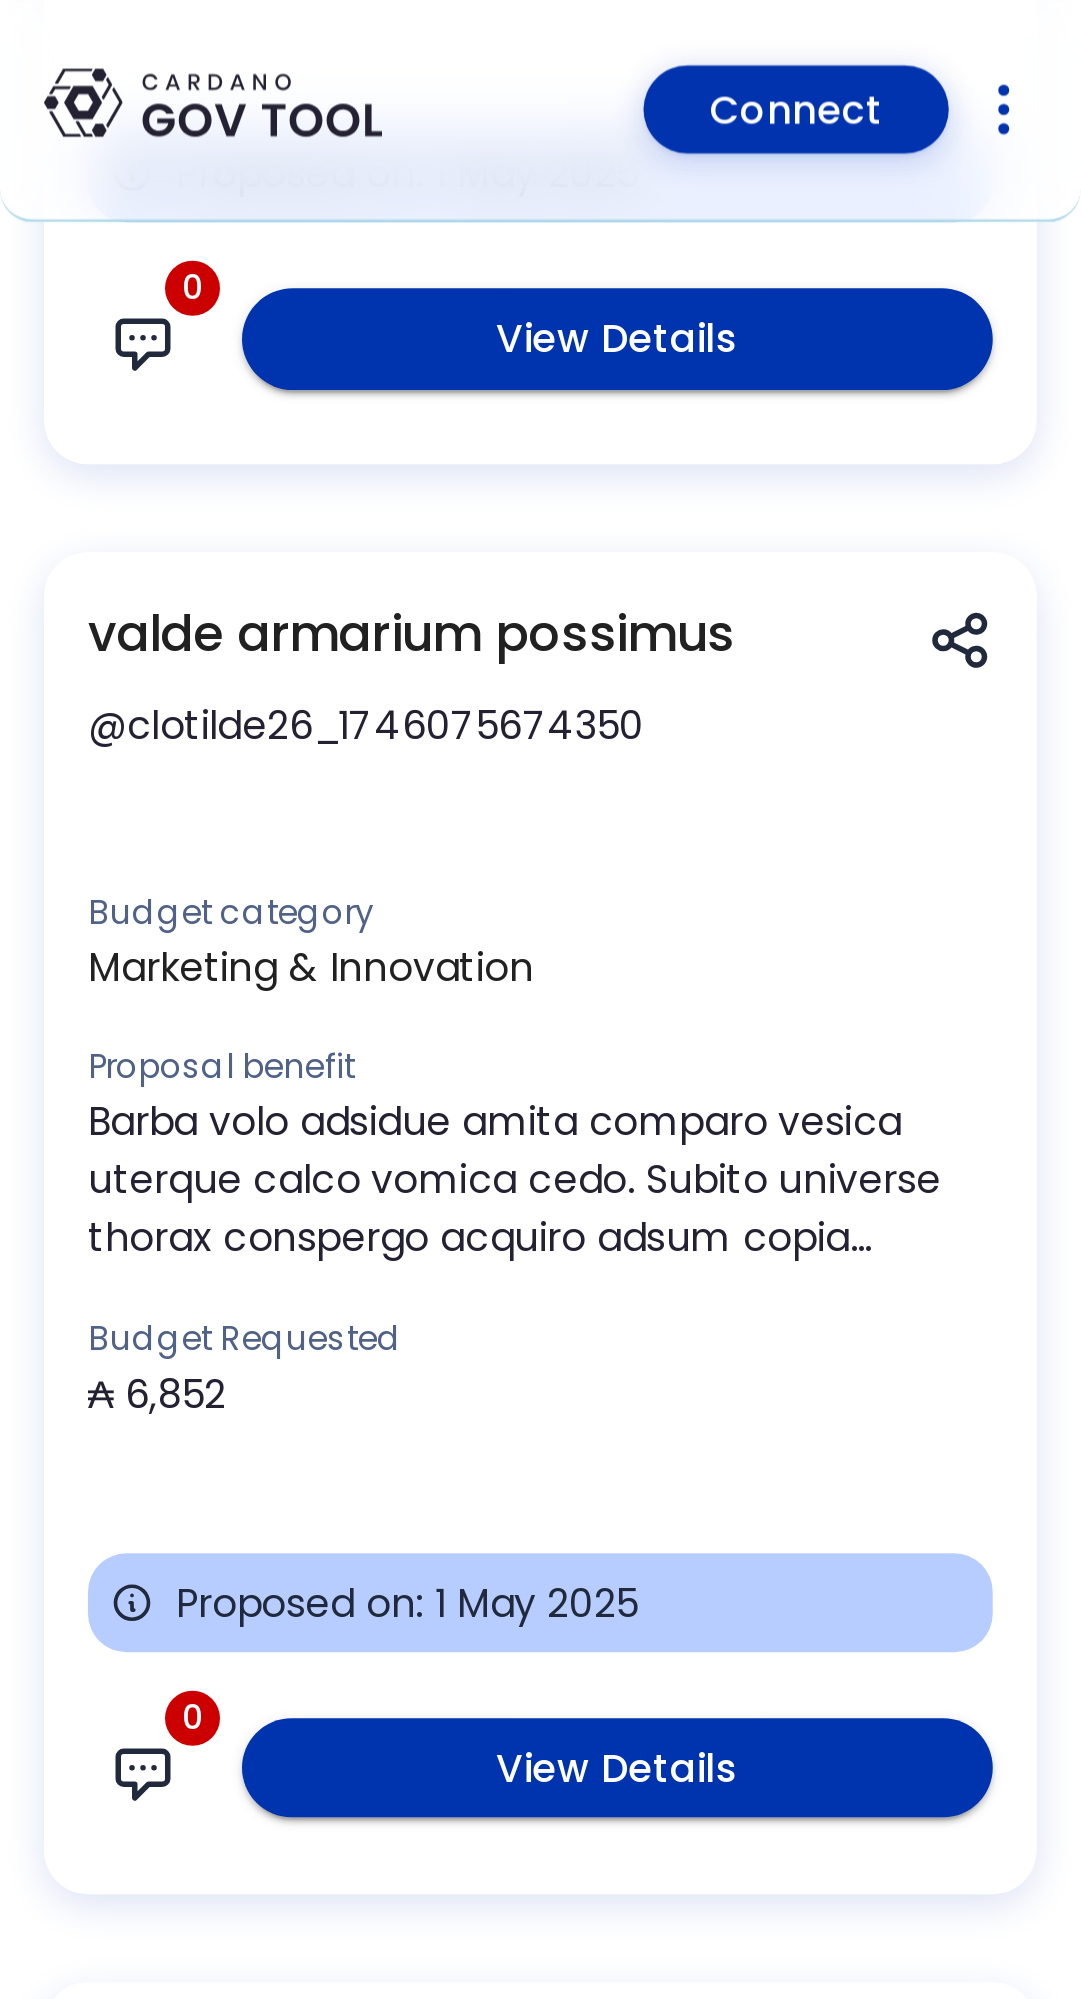 CARDANO
GOV TOOL
Connect
Proposed on: 1 May 2025
0
View Details
valde armarium possimus
@clotilde26_1746075674350
Budget category
Marketing & Innovation
Proposal benefit
Barba volo adsidue amita comparo vesica
uterque calco vomica cedo. Subito universe
thorax conspergo acquiro adsum copia...
Budget Requested
₳ 6,852
Proposed on: 1 May 2025
0
View Details